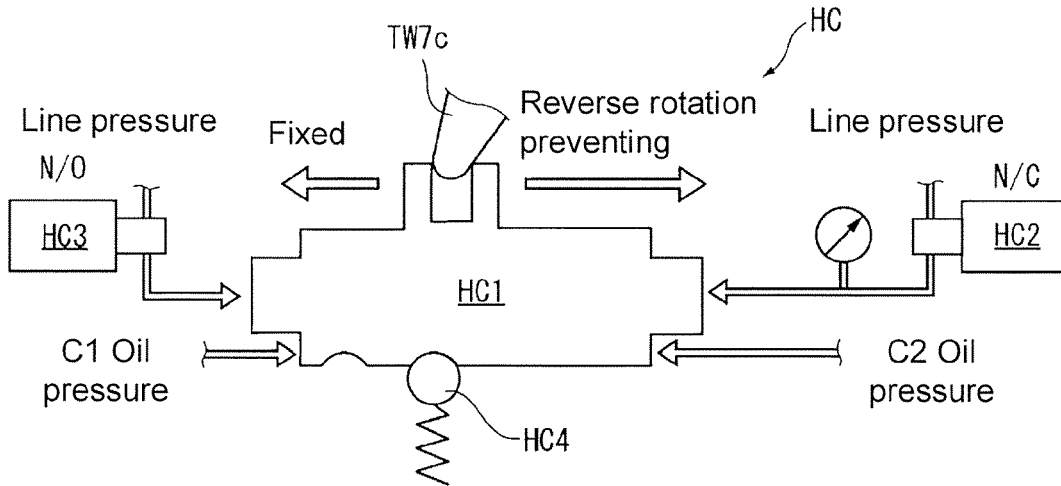 HC
TW7c
Line pressure
Fixed
Reverse rotation
preventing
Line pressure
N/O
N/C
HC3
HC2
HC1
C1 Oil
pressure
C2 Oil
pressure
HC4